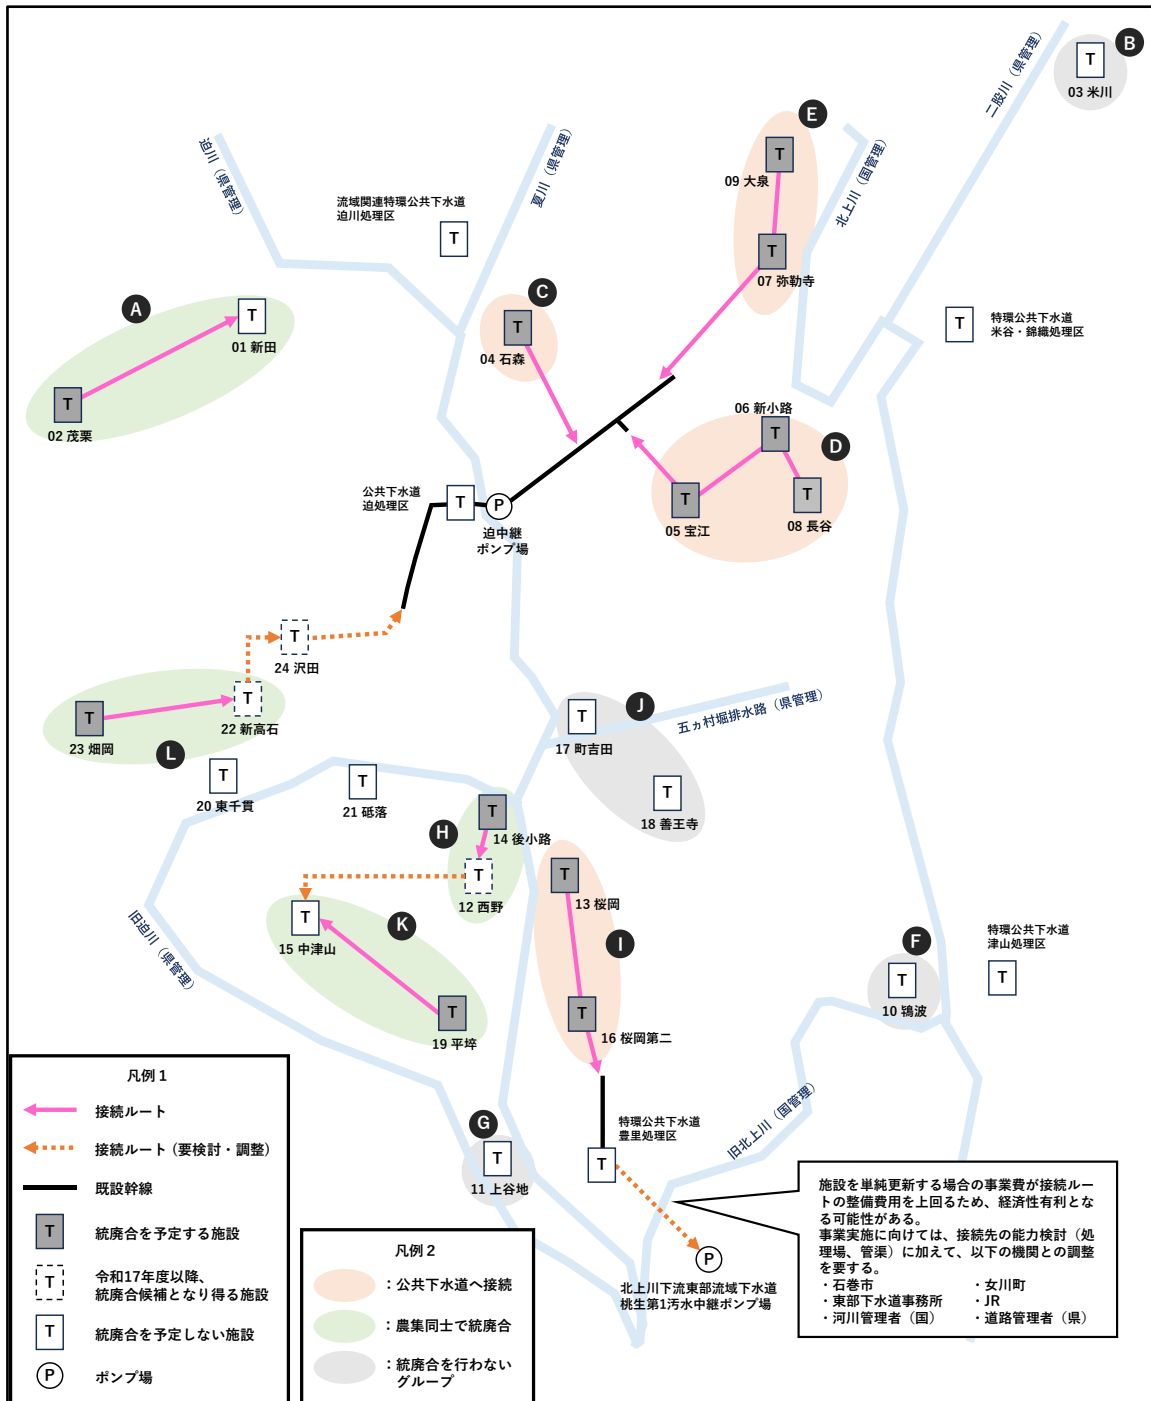 B
T
03 米川
二股川（県管理）
E
T
09 大泉
T
07 弥勒寺
北上川（国管理）
迫川（県管理）
夏川（県管理）
流域関連特環公共下水道
迫川処理区
T
A
T
01 新田
T
02 茂栗
C
T
04 石森
T
特環公共下水道
米谷・錦織処理区
06 新小路
T
D
T
05 宝江
T
08 長谷
公共下水道
迫処理区
T
P
迫中継
ポンプ場
T
24 沢田
T
22 新高石
T
23 畑岡
L
T
20 東千貫
T
21 砥落
J
T
17 町吉田
五ヵ村堀排水路（県管理）
T
18 善王寺
H
T
14 後小路
T
12 西野
T
13 桜岡
I
T
15 中津山
K
T
19 平埣
T
16 桜岡第二
旧迫川（県管理）
F
T
10 鴇波
特環公共下水道
津山処理区
T
G
T
11 上谷地
特環公共下水道
豊里処理区
T
旧北上川（国管理）
P
北上川下流東部流域下水道
桃生第1汚水中継ポンプ場
施設を単純更新する場合の事業費が接続ルー
トの整備費用を上回るため、経済性有利とな
る可能性がある。
事業実施に向けては、接続先の能力検討（処
理場、管渠）に加えて、以下の機関との調整
を要する。
・石巻市　・女川町
・東部下水道事務所　・JR
・河川管理者（国）　・道路管理者（県）
凡例１
接続ルート
接続ルート（要検討・調整）
既設幹線
T
統廃合を予定する施設
T
令和17年度以降、
統廃合候補となり得る施設
T
統廃合を予定しない施設
P
ポンプ場
凡例２
：公共下水道へ接続
：農集同士で統廃合
：統廃合を行わない
グループ